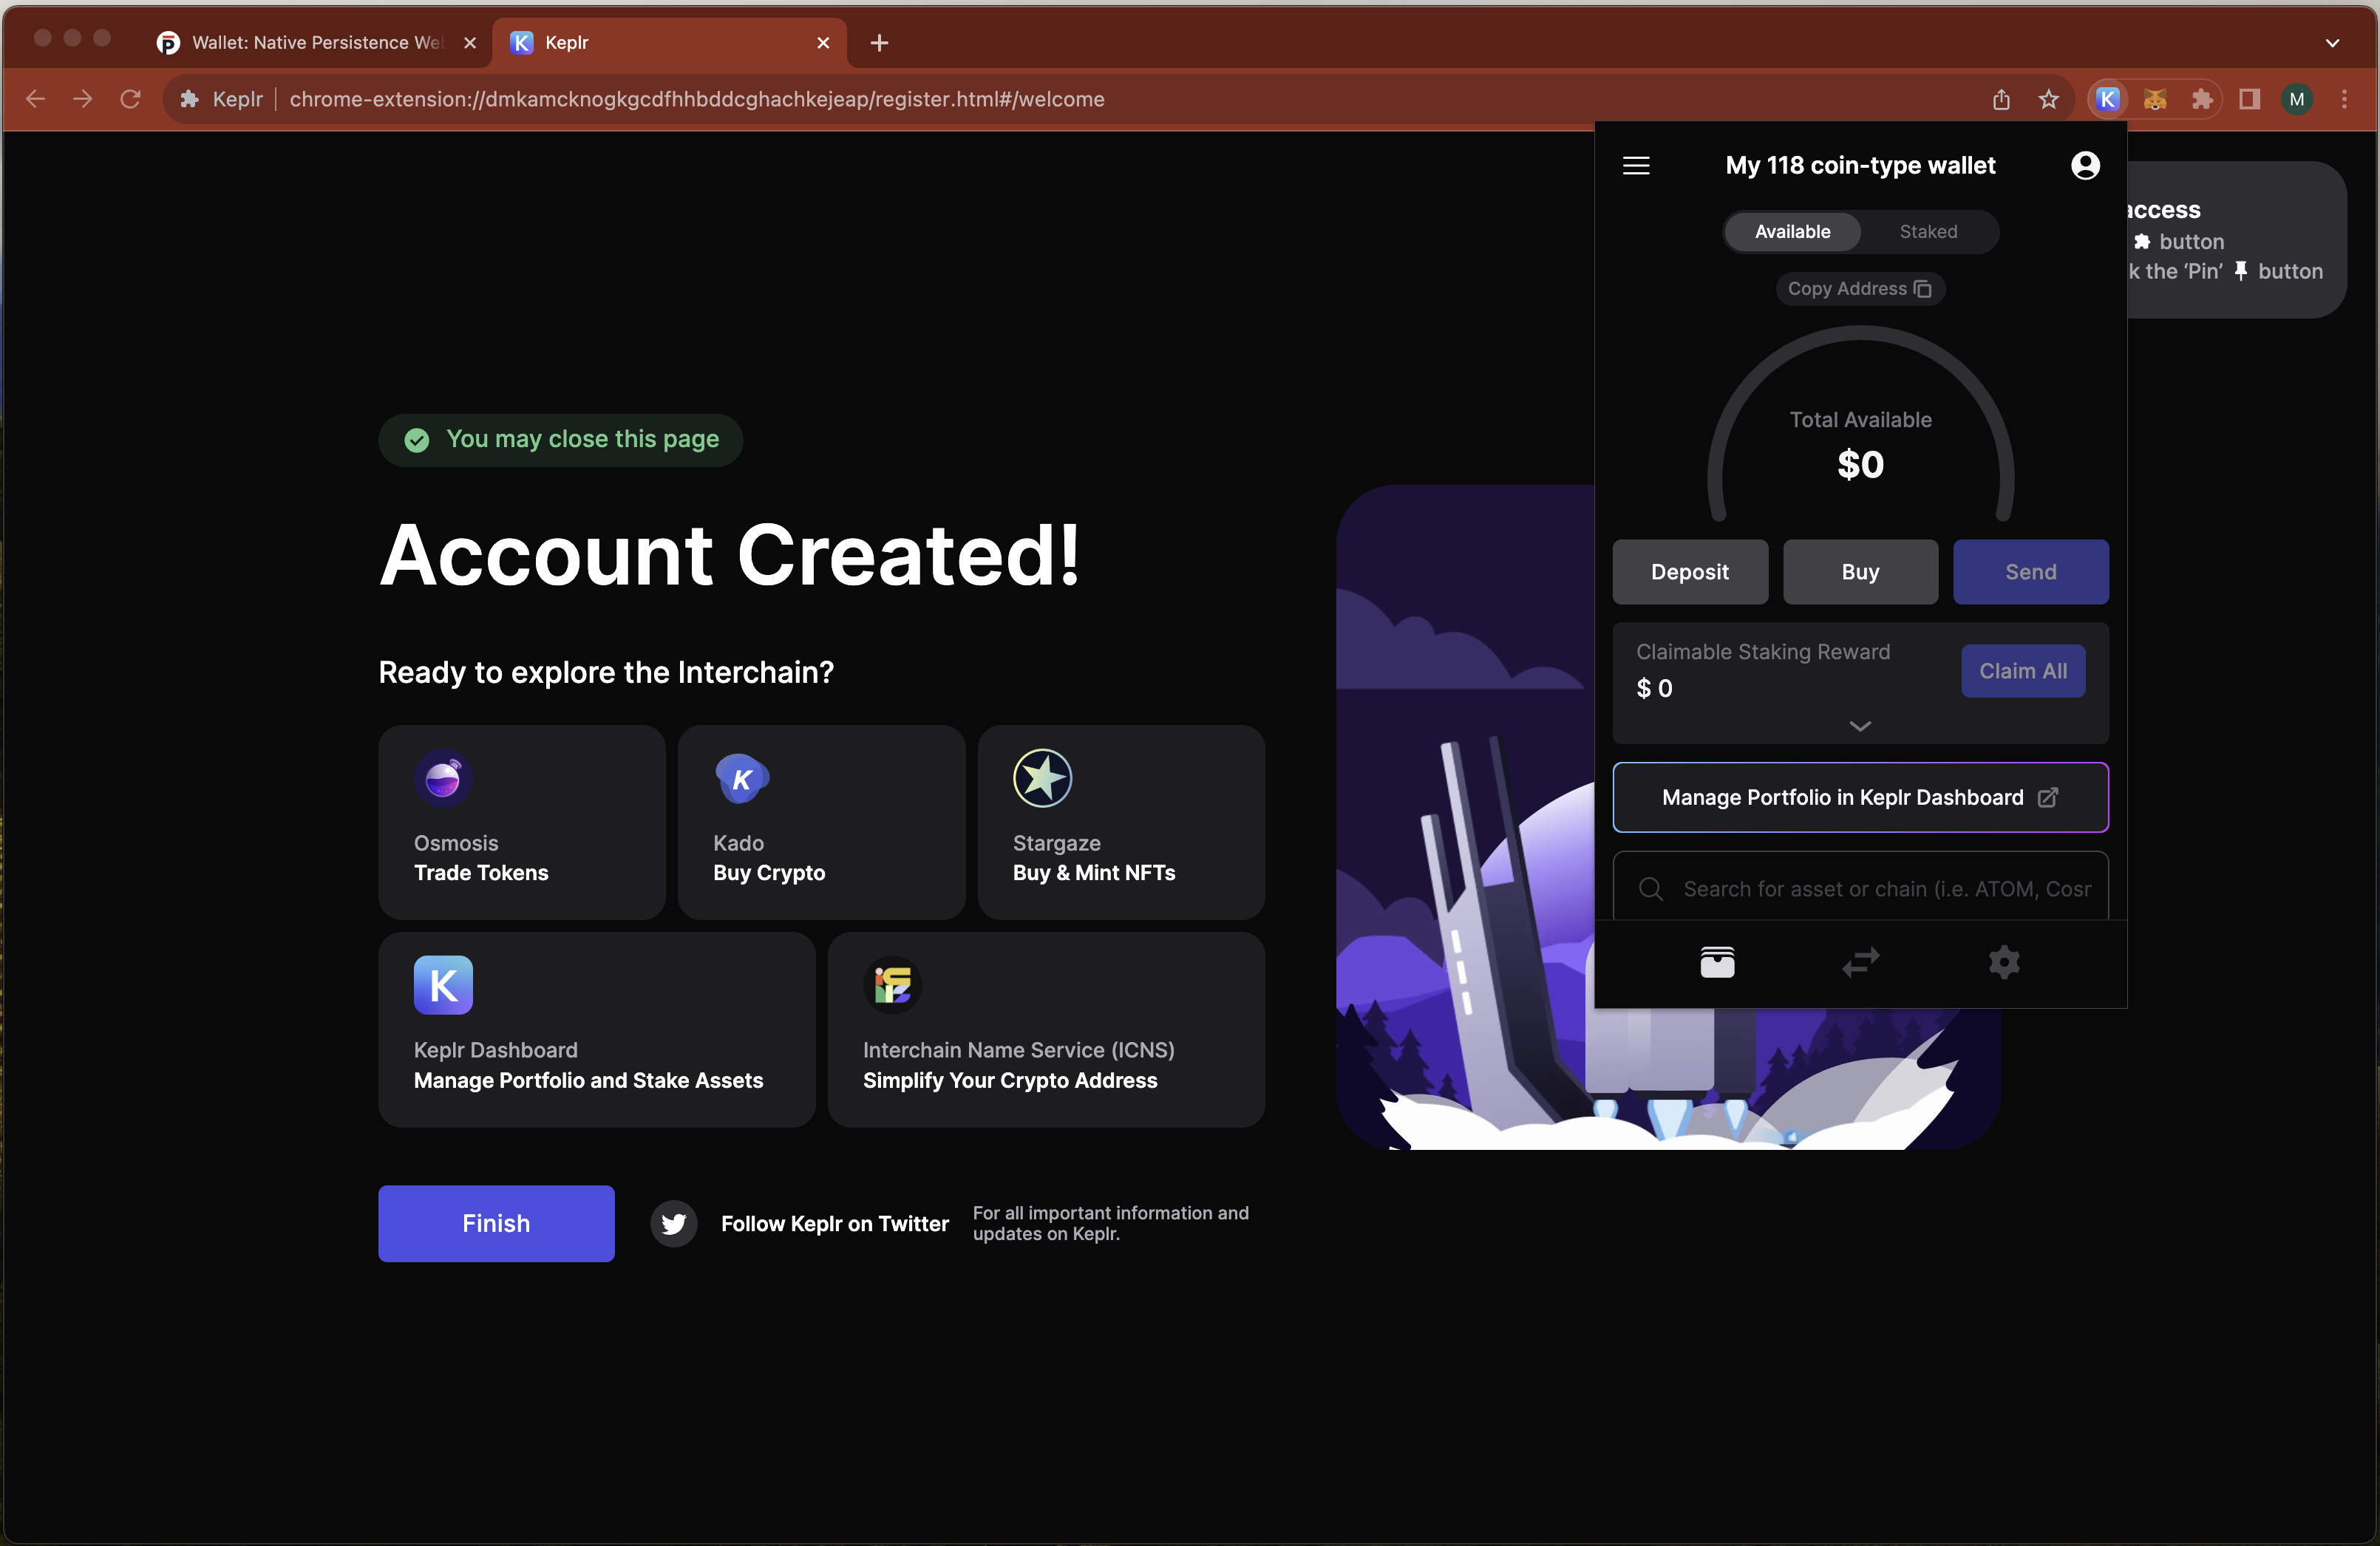 Wallet: Native Persistence We
Keplr
Keplr
chrome-extension://dmkamcknogkgcdfhhbddcghachkejeap/register.html#/welcome
M
My 118 coin-type wallet
Available
Staked
Copy Address
Total Available
$0
Deposit
Buy
Send
Claimable Staking Reward
$ 0
Claim All
Manage Portfolio in Keplr Dashboard
Search for asset or chain (i.e. ATOM, Cosr
access
button
k the ‘Pin’ button
You may close this page
Account Created!
Ready to explore the Interchain?
Osmosis
Trade Tokens
Kado
Buy Crypto
Stargaze
Buy & Mint NFTs
Keplr Dashboard
Manage Portfolio and Stake Assets
Interchain Name Service (ICNS)
Simplify Your Crypto Address
Finish
Follow Keplr on Twitter
For all important information and
updates on Keplr.